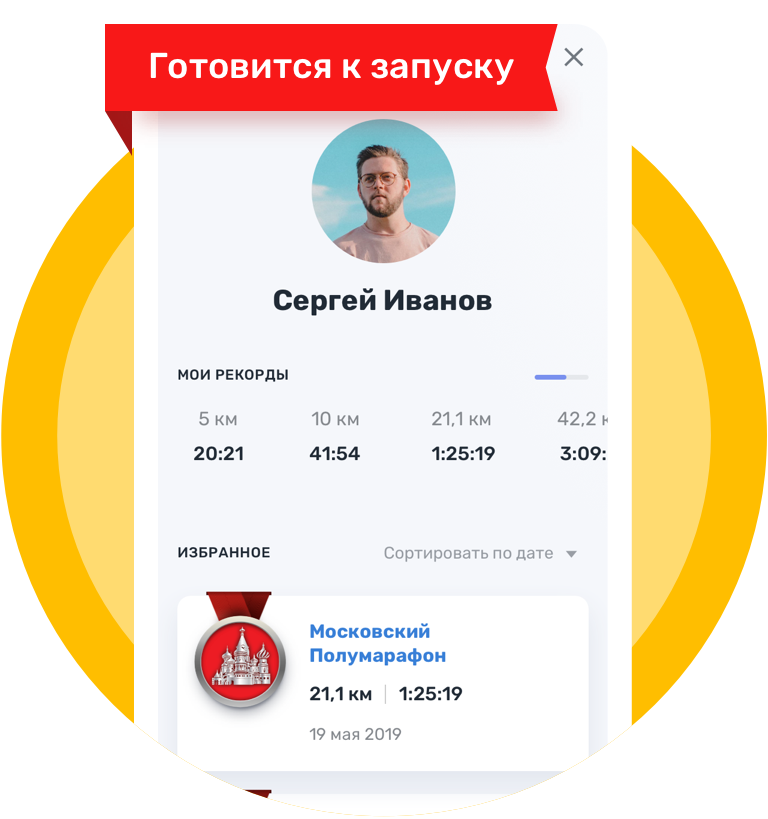 Готовится к запуску
Сергей Иванов
МОИ РЕКОРДЫ
5 км 10 км 21,1 км 42,2
20:21 41:54 1:25:19 3:09:
ИЗБРАННОЕ Сортировать по дате
Московский
Полумарафон
21,1 км 1:25:19
19 мая 2019